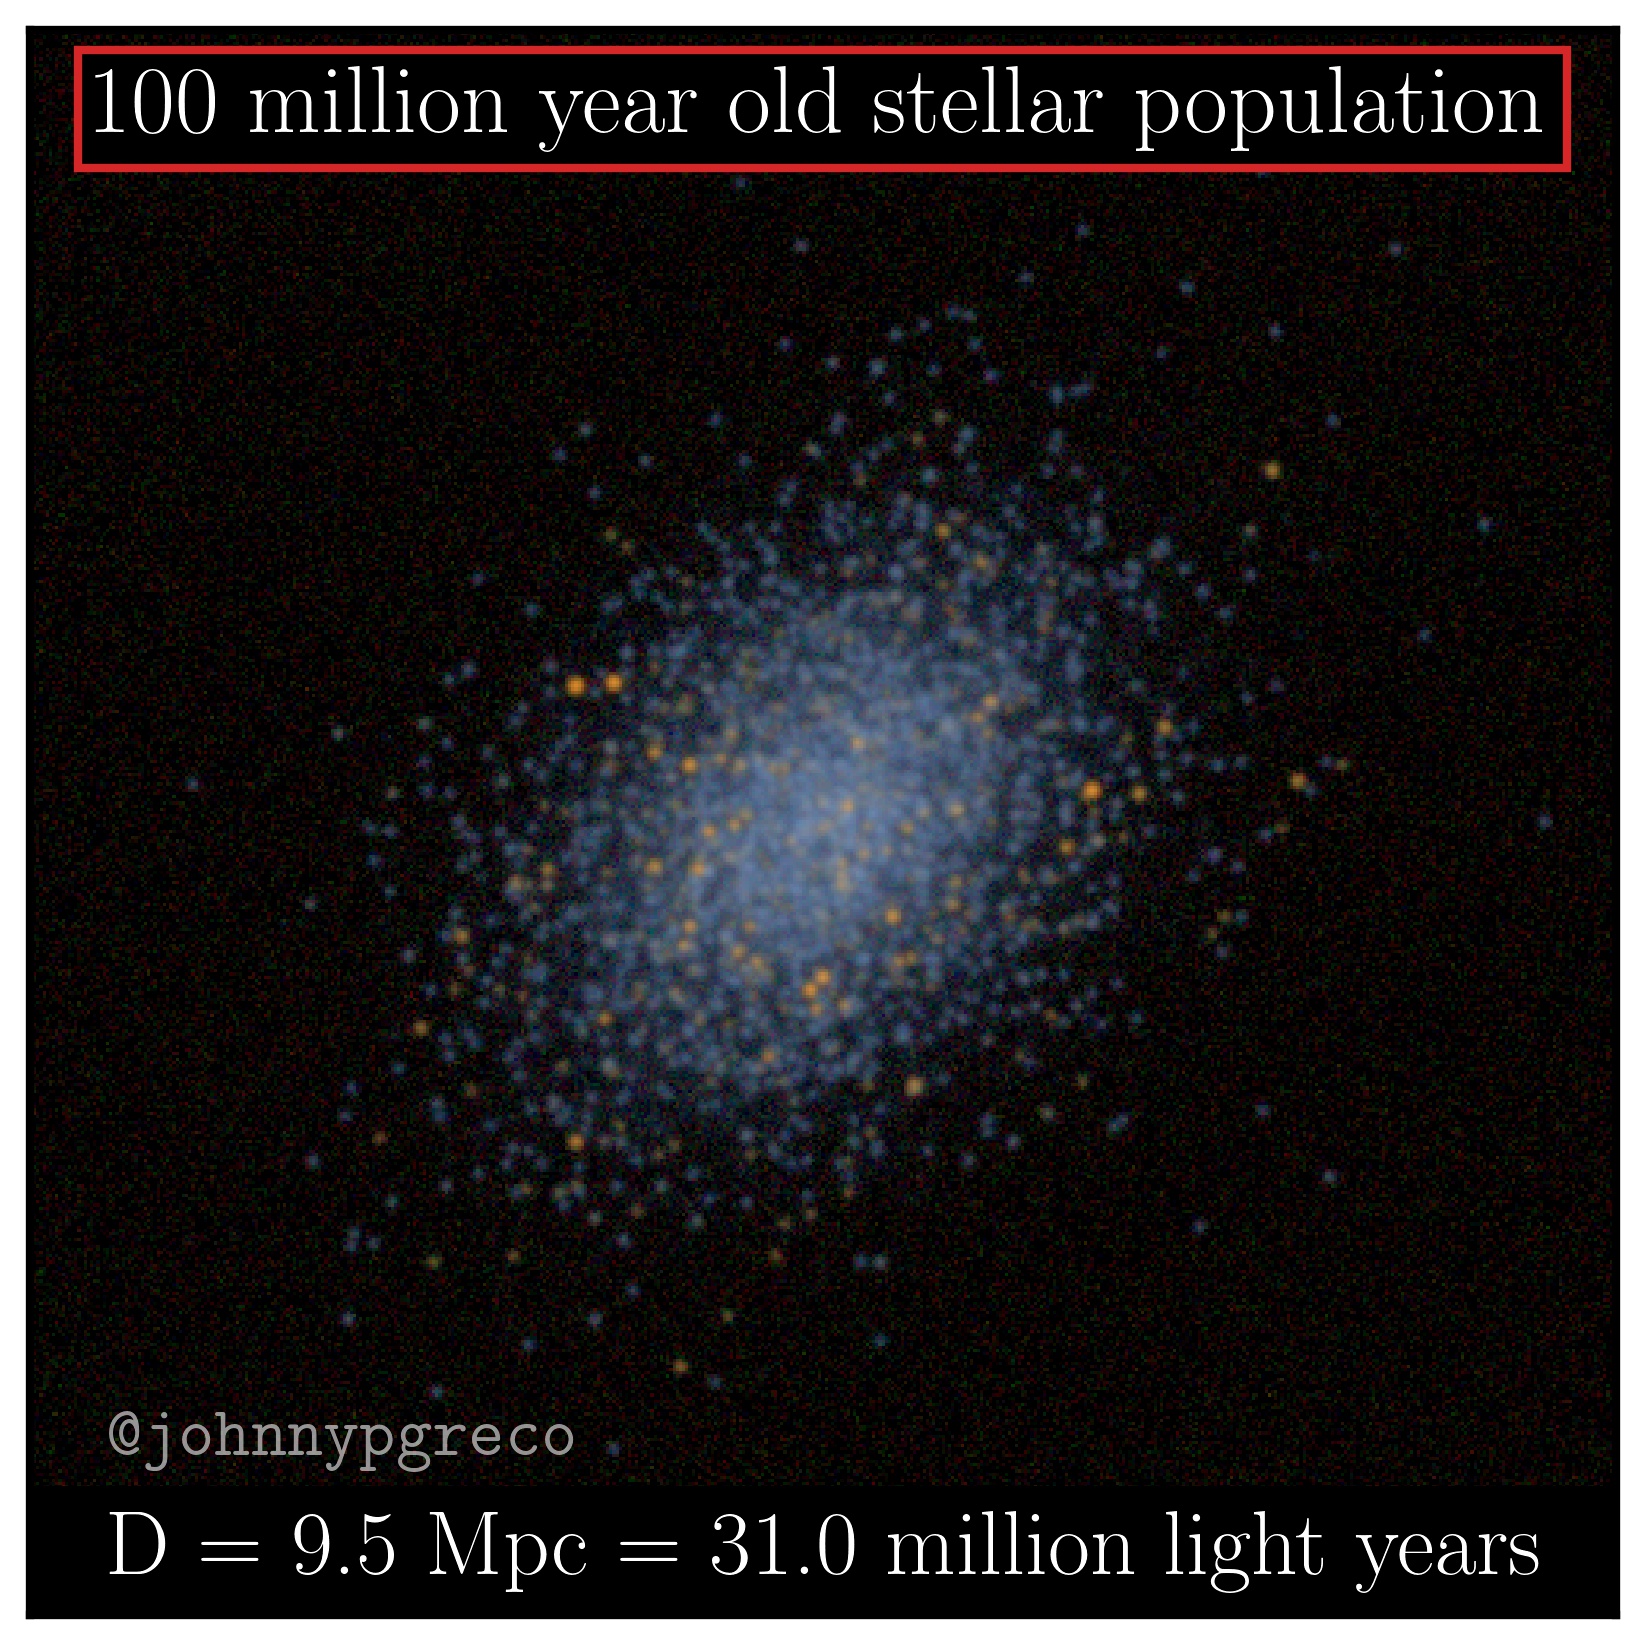 100 million year old stellar population
@johnnypgreco
D = 9.5 Mpc = 31.0 million light years